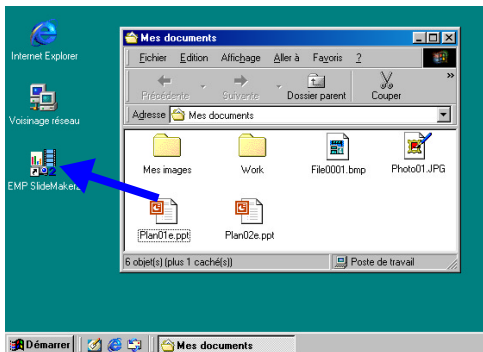 Internet Explorer
Voisinage réseau
EMP SlideMaker2
Mes documents
Fichier Edition Affichage Aller à Favoris ?
Précédente Suivante Dossier parent Couper »
Adresse Mes documents
Mes images Work File0001.bmp Photo01.JPG
Plan01e.ppt Plan02e.ppt
6 objet(s) (plus 1 caché(s)) Poste de travail
Démarrer Mes documents